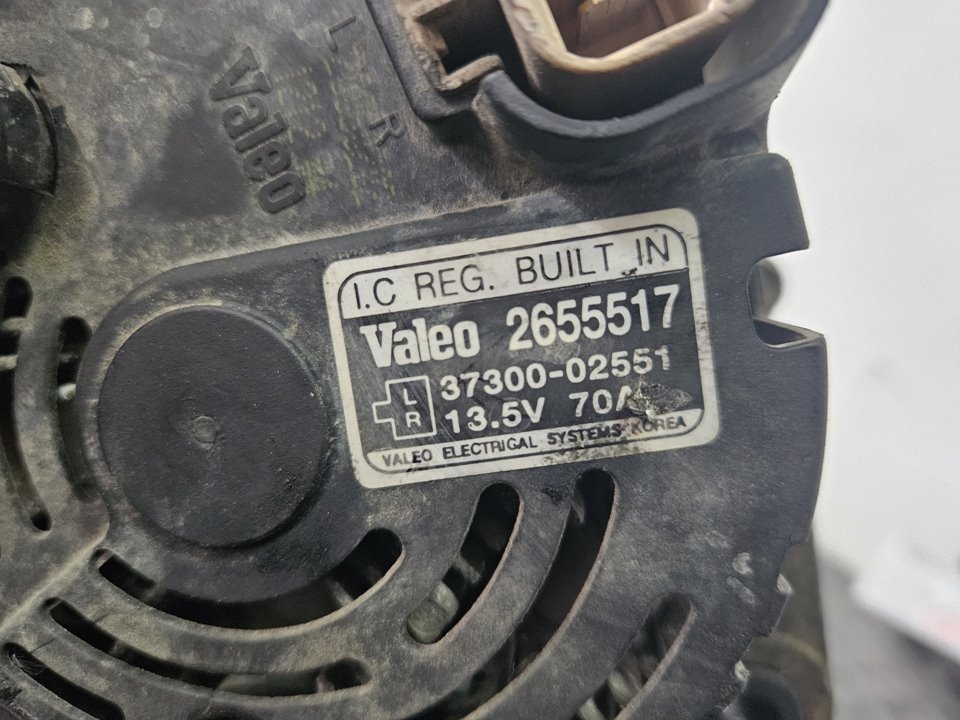 L R
Valeo
I.C REG. BUILT IN
Valeo 2655517
37300-02551
L
R
13.5V 70A
VALEO ELECTRICAL SYSTEMS KOREA